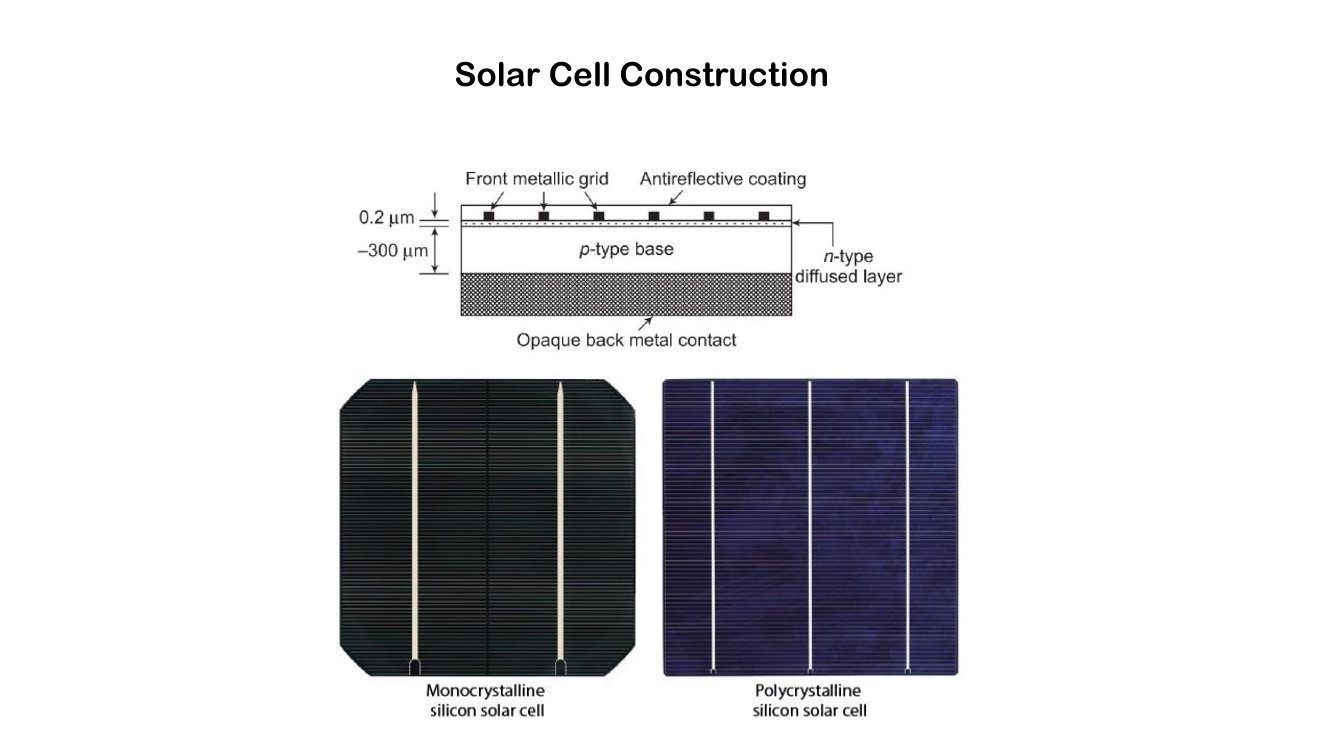 Solar Cell Construction
Front metallic grid
Antireflective coating
0.2 μm
–300 μm
p-type base
n-type
diffused layer
Opaque back metal contact
Monocrystalline
silicon solar cell
Polycrystalline
silicon solar cell